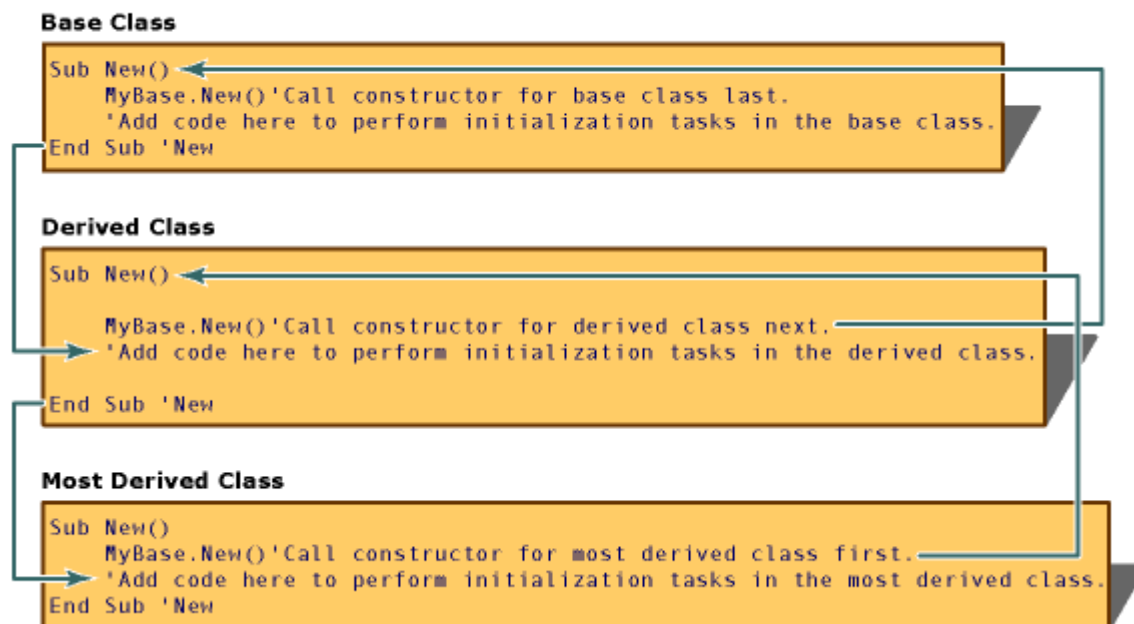 Base Class
Sub New()
MyBase.New()'Call constructor for base class last.
'Add code here to perform initialization tasks in the base class.
End Sub 'New
Derived Class
Sub New()
MyBase.New()'Call constructor for derived class next.
'Add code here to perform initialization tasks in the derived class.
End Sub 'New
Most Derived Class
Sub New()
MyBase.New()'Call constructor for most derived class first.
'Add code here to perform initialization tasks in the most derived class.
End Sub 'New